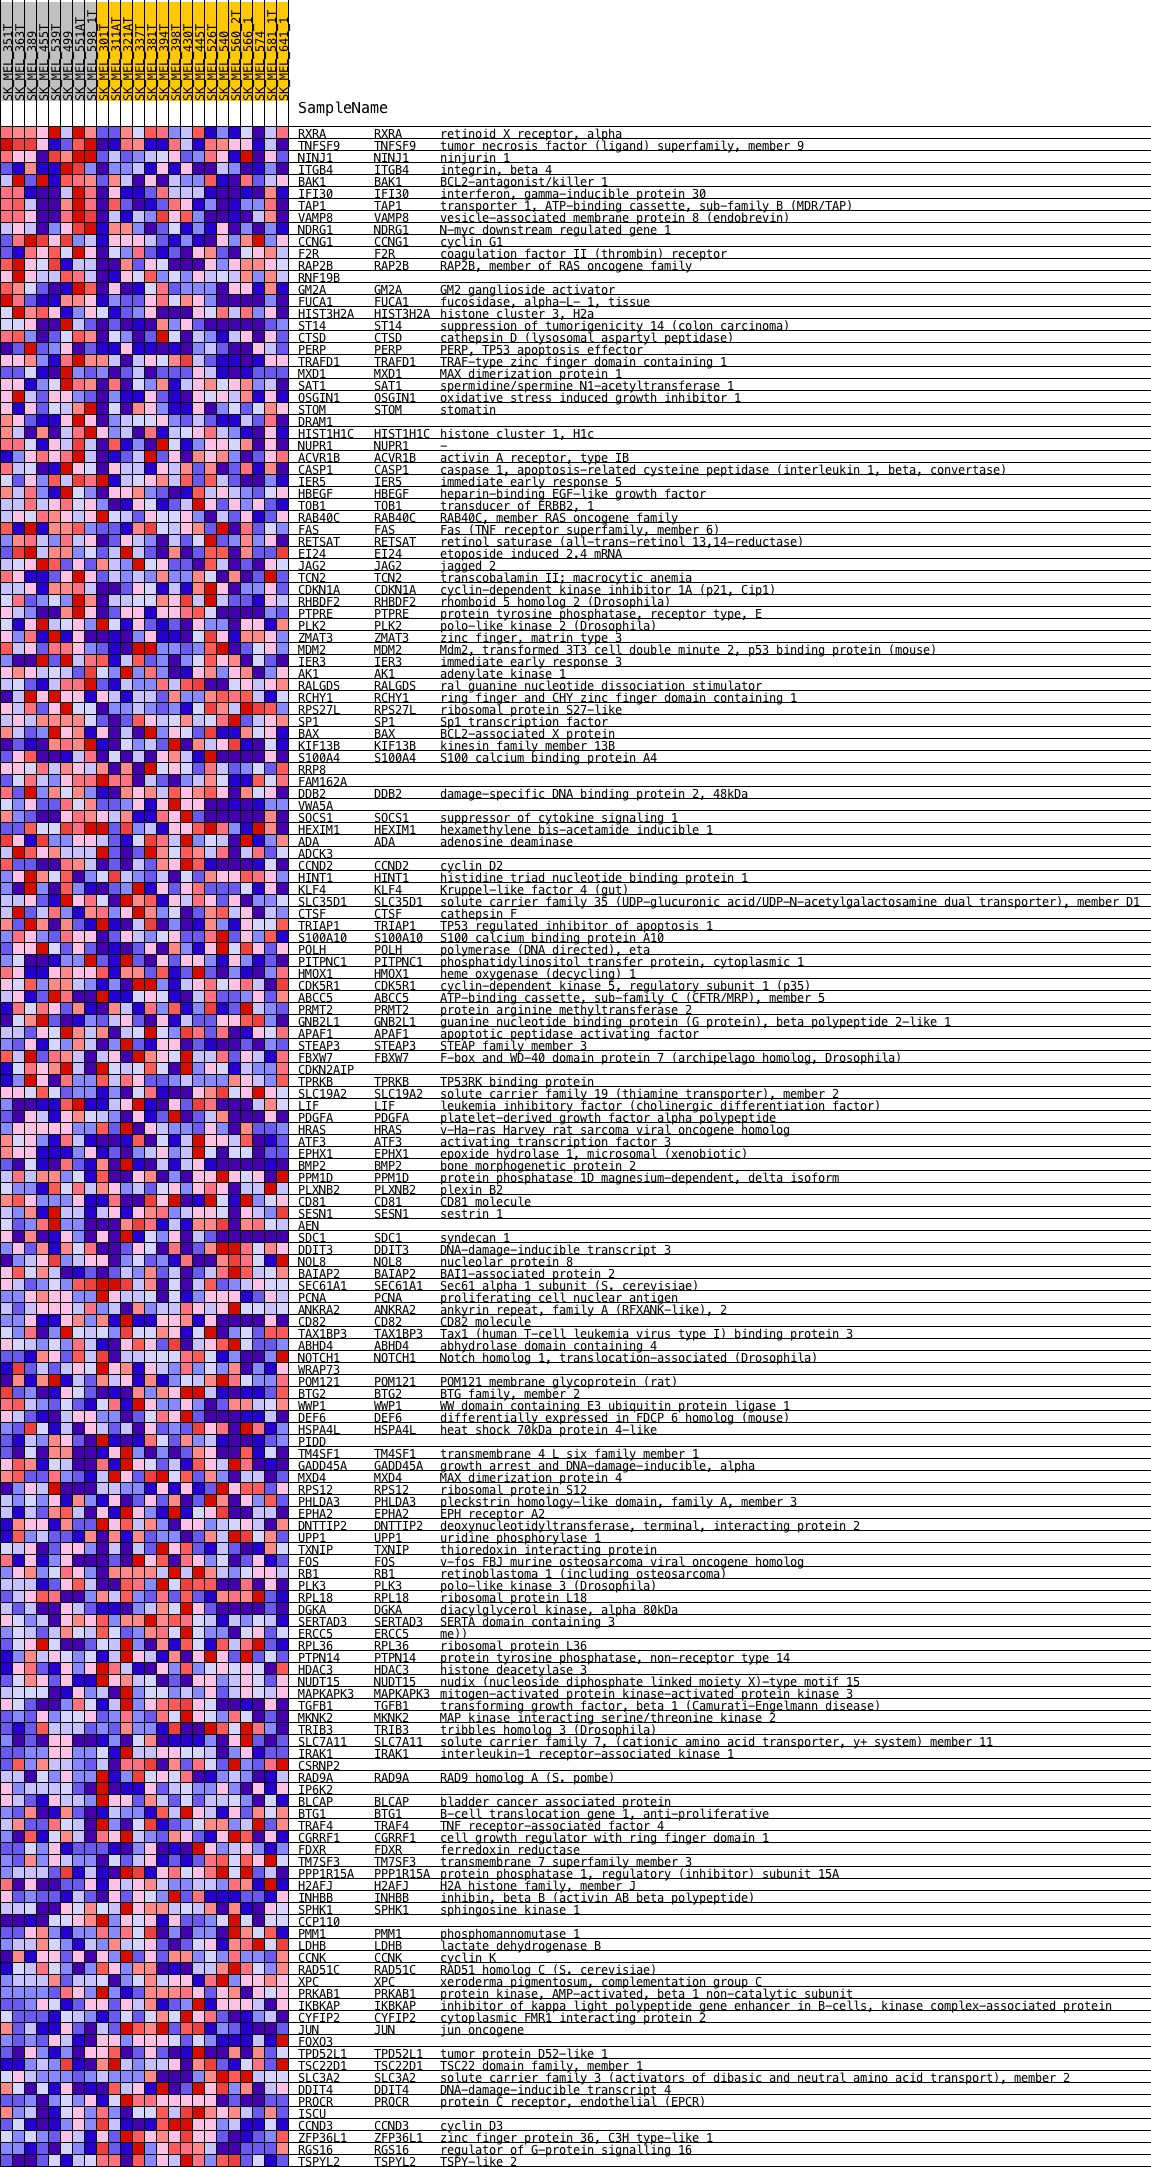 SK_MEL_351T
SK_MEL_363T
SK_MEL_389
SK_MEL_455T
SK_MEL_539T
SK_MEL_499
SK_MEL_551AT
SK_MEL_598_1T
SK_MEL_301T
SK_MEL_311AT
SK_MEL_321AT
SK_MEL_337T
SK_MEL_381T
SK_MEL_394T
SK_MEL_398T
SK_MEL_430T
SK_MEL_445T
SK_MEL_526T
SK_MEL_540
SK_MEL_560_2T
SK_MEL_566_1
SK_MEL_574
SK_MEL_581_1T
SK_MEL_641_1
SampleName
RXRA RXRA retinoid X receptor, alpha
TNFSF9 TNFSF9 tumor necrosis factor (ligand) superfamily, member 9
NINJ1 NINJ1 ninjurin 1
ITGB4 ITGB4 integrin, beta 4
BAK1 BAK1 BCL2-antagonist/killer 1
IFI30 IFI30 interferon, gamma-inducible protein 30
TAP1 TAP1 transporter 1, ATP-binding cassette, sub-family B (MDR/TAP)
VAMP8 VAMP8 vesicle-associated membrane protein 8 (endobrevin)
NDRG1 NDRG1 N-myc downstream regulated gene 1
CCNG1 CCNG1 cyclin G1
F2R F2R coagulation factor II (thrombin) receptor
RAP2B RAP2B RAP2B, member of RAS oncogene family
RNF19B
GM2A GM2A GM2 ganglioside activator
FUCA1 FUCA1 fucosidase, alpha-L- 1, tissue
HIST3H2A HIST3H2A histone cluster 3, H2a
ST14 ST14 suppression of tumorigenicity 14 (colon carcinoma)
CTSD CTSD cathepsin D (lysosomal aspartyl peptidase)
PERP PERP PERP, TP53 apoptosis effector
TRAFD1 TRAFD1 TRAF-type zinc finger domain containing 1
MXD1 MXD1 MAX dimerization protein 1
SAT1 SAT1 spermidine/spermine N1-acetyltransferase 1
OSGIN1 OSGIN1 oxidative stress induced growth inhibitor 1
STOM STOM stomatin
DRAM1
HIST1H1C HIST1H1C histone cluster 1, H1c
NUPR1 NUPR1 -
ACVR1B ACVR1B activin A receptor, type IB
CASP1 CASP1 caspase 1, apoptosis-related cysteine peptidase (interleukin 1, beta, convertase)
IER5 IER5 immediate early response 5
HBEGF HBEGF heparin-binding EGF-like growth factor
TOB1 TOB1 transducer of ERBB2, 1
RAB40C RAB40C RAB40C, member RAS oncogene family
FAS FAS Fas (TNF receptor superfamily, member 6)
RETSAT RETSAT retinol saturase (all-trans-retinol 13,14-reductase)
EI24 EI24 etoposide induced 2.4 mRNA
JAG2 JAG2 jagged 2
TCN2 TCN2 transcobalamin II; macrocytic anemia
CDKN1A CDKN1A cyclin-dependent kinase inhibitor 1A (p21, Cip1)
RHBDF2 RHBDF2 rhomboid 5 homolog 2 (Drosophila)
PTPRE PTPRE protein tyrosine phosphatase, receptor type, E
PLK2 PLK2 polo-like kinase 2 (Drosophila)
ZMAT3 ZMAT3 zinc finger, matrin type 3
MDM2 MDM2 Mdm2, transformed 3T3 cell double minute 2, p53 binding protein (mouse)
IER3 IER3 immediate early response 3
AK1 AK1 adenylate kinase 1
RALGDS RALGDS ral guanine nucleotide dissociation stimulator
RCHY1 RCHY1 ring finger and CHY zinc finger domain containing 1
RPS27L RPS27L ribosomal protein S27-like
SP1 SP1 Sp1 transcription factor
BAX BAX BCL2-associated X protein
KIF13B KIF13B kinesin family member 13B
S100A4 S100A4 S100 calcium binding protein A4
RRP8
FAM162A
DDB2 DDB2 damage-specific DNA binding protein 2, 48kDa
VWA5A
SOCS1 SOCS1 suppressor of cytokine signaling 1
HEXIM1 HEXIM1 hexamethylene bis-acetamide inducible 1
ADA ADA adenosine deaminase
ADCK3
CCND2 CCND2 cyclin D2
HINT1 HINT1 histidine triad nucleotide binding protein 1
KLF4 KLF4 Kruppel-like factor 4 (gut)
SLC35D1 SLC35D1 solute carrier family 35 (UDP-glucuronic acid/UDP-N-acetylgalactosamine dual transporter), member D1
CTSF CTSF cathepsin F
TRIAP1 TRIAP1 TP53 regulated inhibitor of apoptosis 1
S100A10 S100A10 S100 calcium binding protein A10
POLH POLH polymerase (DNA directed), eta
PITPNC1 PITPNC1 phosphatidylinositol transfer protein, cytoplasmic 1
HMOX1 HMOX1 heme oxygenase (decycling) 1
CDK5R1 CDK5R1 cyclin-dependent kinase 5, regulatory subunit 1 (p35)
ABCC5 ABCC5 ATP-binding cassette, sub-family C (CFTR/MRP), member 5
PRMT2 PRMT2 protein arginine methyltransferase 2
GNB2L1 GNB2L1 guanine nucleotide binding protein (G protein), beta polypeptide 2-like 1
APAF1 APAF1 apoptotic peptidase activating factor
STEAP3 STEAP3 STEAP family member 3
FBXW7 FBXW7 F-box and WD-40 domain protein 7 (archipelago homolog, Drosophila)
CDKN2AIP
TPRKB TPRKB TP53RK binding protein
SLC19A2 SLC19A2 solute carrier family 19 (thiamine transporter), member 2
LIF LIF leukemia inhibitory factor (cholinergic differentiation factor)
PDGFA PDGFA platelet-derived growth factor alpha polypeptide
HRAS HRAS v-Ha-ras Harvey rat sarcoma viral oncogene homolog
ATF3 ATF3 activating transcription factor 3
EPHX1 EPHX1 epoxide hydrolase 1, microsomal (xenobiotic)
BMP2 BMP2 bone morphogenetic protein 2
PPM1D PPM1D protein phosphatase 1D magnesium-dependent, delta isoform
PLXNB2 PLXNB2 plexin B2
CD81 CD81 CD81 molecule
SESN1 SESN1 sestrin 1
AEN
SDC1 SDC1 syndecan 1
DDIT3 DDIT3 DNA-damage-inducible transcript 3
NOL8 NOL8 nucleolar protein 8
BAIAP2 BAIAP2 BAI1-associated protein 2
SEC61A1 SEC61A1 Sec61 alpha 1 subunit (S. cerevisiae)
PCNA PCNA proliferating cell nuclear antigen
ANKRA2 ANKRA2 ankyrin repeat, family A (RFXANK-like), 2
CD82 CD82 CD82 molecule
TAX1BP3 TAX1BP3 Tax1 (human T-cell leukemia virus type I) binding protein 3
ABHD4 ABHD4 abhydrolase domain containing 4
NOTCH1 NOTCH1 Notch homolog 1, translocation-associated (Drosophila)
WRAP73
POM121 POM121 POM121 membrane glycoprotein (rat)
BTG2 BTG2 BTG family, member 2
WWP1 WWP1 WW domain containing E3 ubiquitin protein ligase 1
DEF6 DEF6 differentially expressed in FDCP 6 homolog (mouse)
HSPA4L HSPA4L heat shock 70kDa protein 4-like
PIDD
TM4SF1 TM4SF1 transmembrane 4 L six family member 1
GADD45A GADD45A growth arrest and DNA-damage-inducible, alpha
MXD4 MXD4 MAX dimerization protein 4
RPS12 RPS12 ribosomal protein S12
PHLDA3 PHLDA3 pleckstrin homology-like domain, family A, member 3
EPHA2 EPHA2 EPH receptor A2
DNTTIP2 DNTTIP2 deoxynucleotidyltransferase, terminal, interacting protein 2
UPP1 UPP1 uridine phosphorylase 1
TXNIP TXNIP thioredoxin interacting protein
FOS FOS v-fos FBJ murine osteosarcoma viral oncogene homolog
RB1 RB1 retinoblastoma 1 (including osteosarcoma)
PLK3 PLK3 polo-like kinase 3 (Drosophila)
RPL18 RPL18 ribosomal protein L18
DGKA DGKA diacylglycerol kinase, alpha 80kDa
SERTAD3 SERTAD3 SERTA domain containing 3
ERCC5 ERCC5 me))
RPL36 RPL36 ribosomal protein L36
PTPN14 PTPN14 protein tyrosine phosphatase, non-receptor type 14
HDAC3 HDAC3 histone deacetylase 3
NUDT15 NUDT15 nudix (nucleoside diphosphate linked moiety X)-type motif 15
MAPKAPK3 MAPKAPK3 mitogen-activated protein kinase-activated protein kinase 3
TGFB1 TGFB1 transforming growth factor, beta 1 (Camurati-Engelmann disease)
MKNK2 MKNK2 MAP kinase interacting serine/threonine kinase 2
TRIB3 TRIB3 tribbles homolog 3 (Drosophila)
SLC7A11 SLC7A11 solute carrier family 7, (cationic amino acid transporter, y+ system) member 11
IRAK1 IRAK1 interleukin-1 receptor-associated kinase 1
CSRNP2
RAD9A RAD9A RAD9 homolog A (S. pombe)
IP6K2
BLCAP BLCAP bladder cancer associated protein
BTG1 BTG1 B-cell translocation gene 1, anti-proliferative
TRAF4 TRAF4 TNF receptor-associated factor 4
CGRRF1 CGRRF1 cell growth regulator with ring finger domain 1
FDXR FDXR ferredoxin reductase
TM7SF3 TM7SF3 transmembrane 7 superfamily member 3
PPP1R15A PPP1R15A protein phosphatase 1, regulatory (inhibitor) subunit 15A
H2AFJ H2AFJ H2A histone family, member J
INHBB INHBB inhibin, beta B (activin AB beta polypeptide)
SPHK1 SPHK1 sphingosine kinase 1
CCP110
PMM1 PMM1 phosphomannomutase 1
LDHB LDHB lactate dehydrogenase B
CCNK CCNK cyclin K
RAD51C RAD51C RAD51 homolog C (S. cerevisiae)
XPC XPC xeroderma pigmentosum, complementation group C
PRKAB1 PRKAB1 protein kinase, AMP-activated, beta 1 non-catalytic subunit
IKBKAP IKBKAP inhibitor of kappa light polypeptide gene enhancer in B-cells, kinase complex-associated protein
CYFIP2 CYFIP2 cytoplasmic FMR1 interacting protein 2
JUN JUN jun oncogene
FOXO3
TPD52L1 TPD52L1 tumor protein D52-like 1
TSC22D1 TSC22D1 TSC22 domain family, member 1
SLC3A2 SLC3A2 solute carrier family 3 (activators of dibasic and neutral amino acid transport), member 2
DDIT4 DDIT4 DNA-damage-inducible transcript 4
PROCR PROCR protein C receptor, endothelial (EPCR)
ISCU
CCND3 CCND3 cyclin D3
ZFP36L1 ZFP36L1 zinc finger protein 36, C3H type-like 1
RGS16 RGS16 regulator of G-protein signalling 16
TSPYL2 TSPYL2 TSPY-like 2